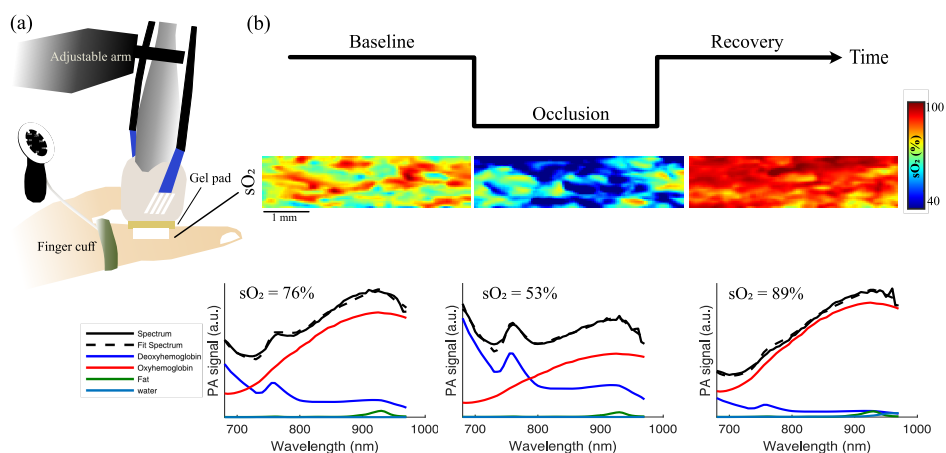 (a)
Adjustable arm
Gel pad
Finger cuff
(b)
Baseline
Recovery
Time
Occlusion
sO₂
1 mm
100
sO₂ (%)
40
Spectrum
Fit Spectrum
Deoxyhemoglobin
Oxyhemoglobin
Fat
water
sO₂ = 76%
PA signal (a.u.)
700 800 900 1000
Wavelength (nm)
sO₂ = 53%
PA signal (a.u.)
700 800 900 1000
Wavelength (nm)
sO₂ = 89%
PA signal (a.u.)
700 800 900 1000
Wavelength (nm)